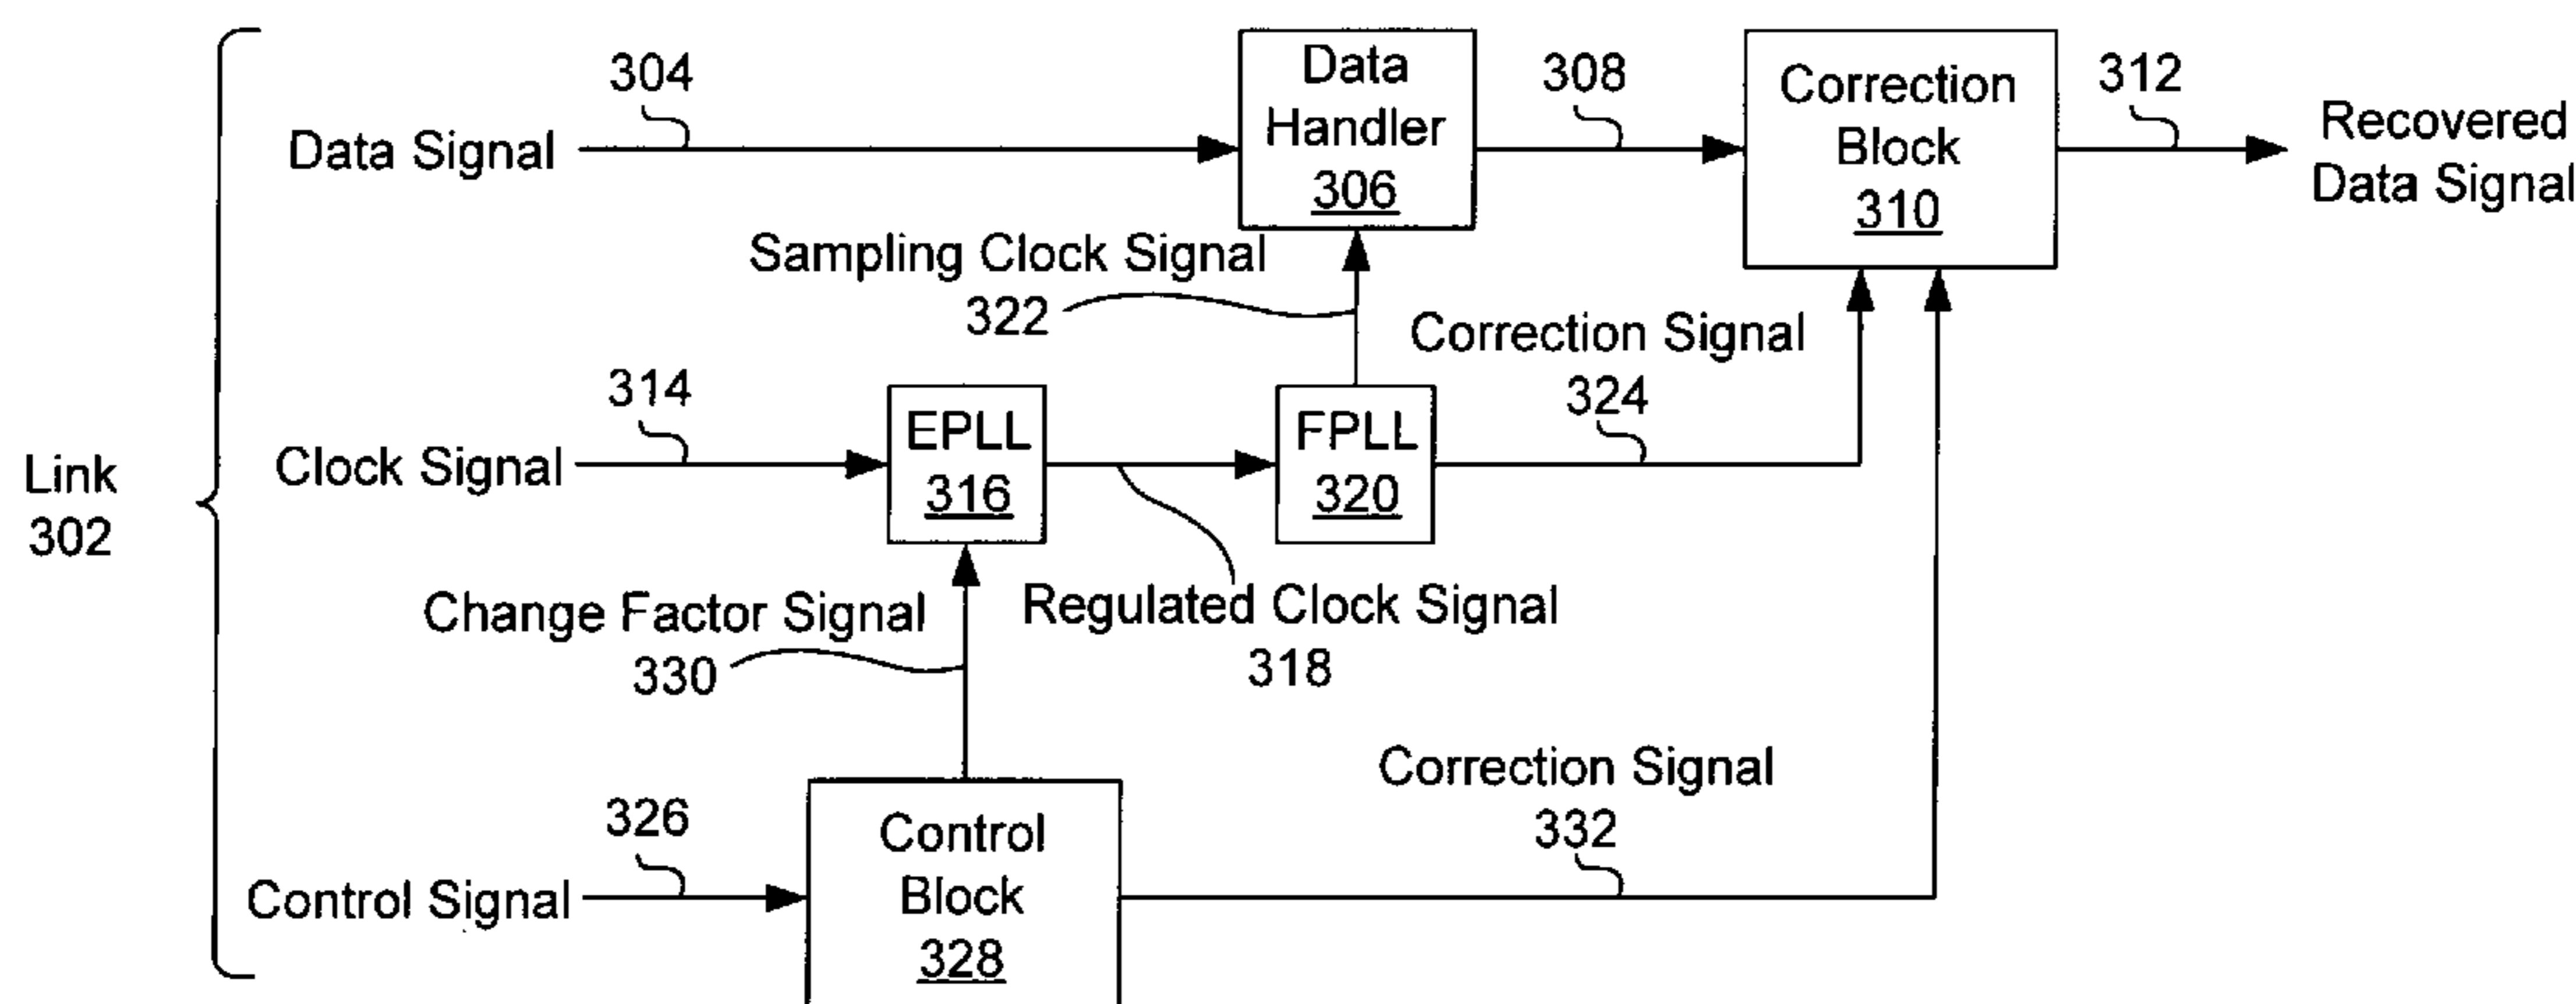 304
Data
Handler
306
308
Correction
Block
310
312
Data Signal
Recovered
Data Signal
Sampling Clock Signal
322
Correction Signal
324
314
Link
302
Clock Signal
EPLL
316
FPLL
320
Change Factor Signal
330
Regulated Clock Signal
318
Correction Signal
332
326
Control Signal
Control
Block
328